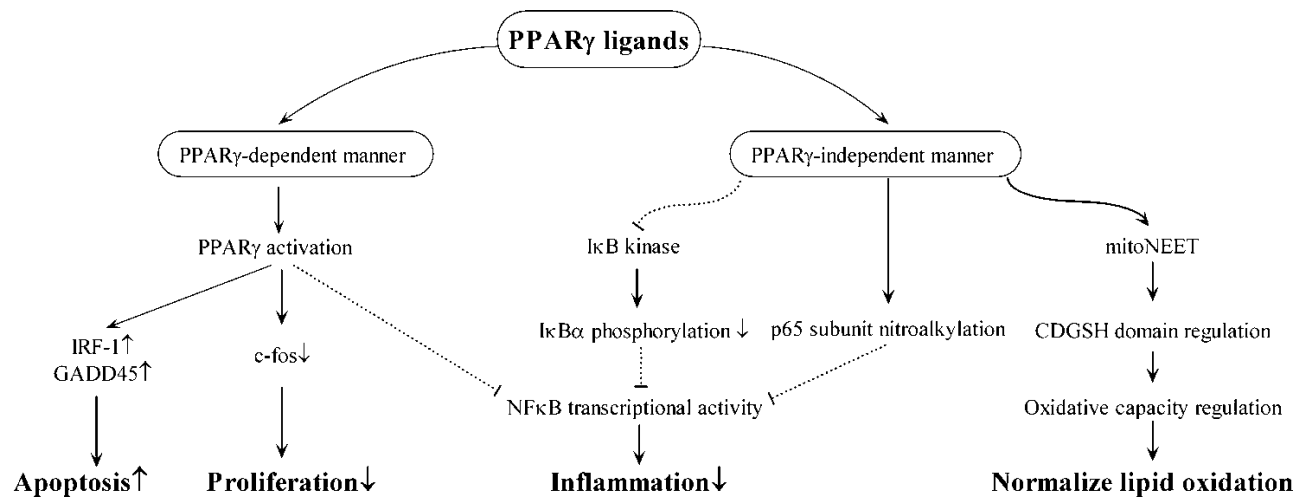 PPARγ ligands
PPARγ-dependent manner
PPARγ-independent manner
PPARγ activation
IκB kinase
mitoNEET
IRF-1↑
GADD45↑
c-fos↓
IκBα phosphorylation ↓
p65 subunit nitroalkylation
CDGSH domain regulation
NFκB transcriptional activity
Oxidative capacity regulation
Apoptosis↑
Proliferation↓
Inflammation↓
Normalize lipid oxidation